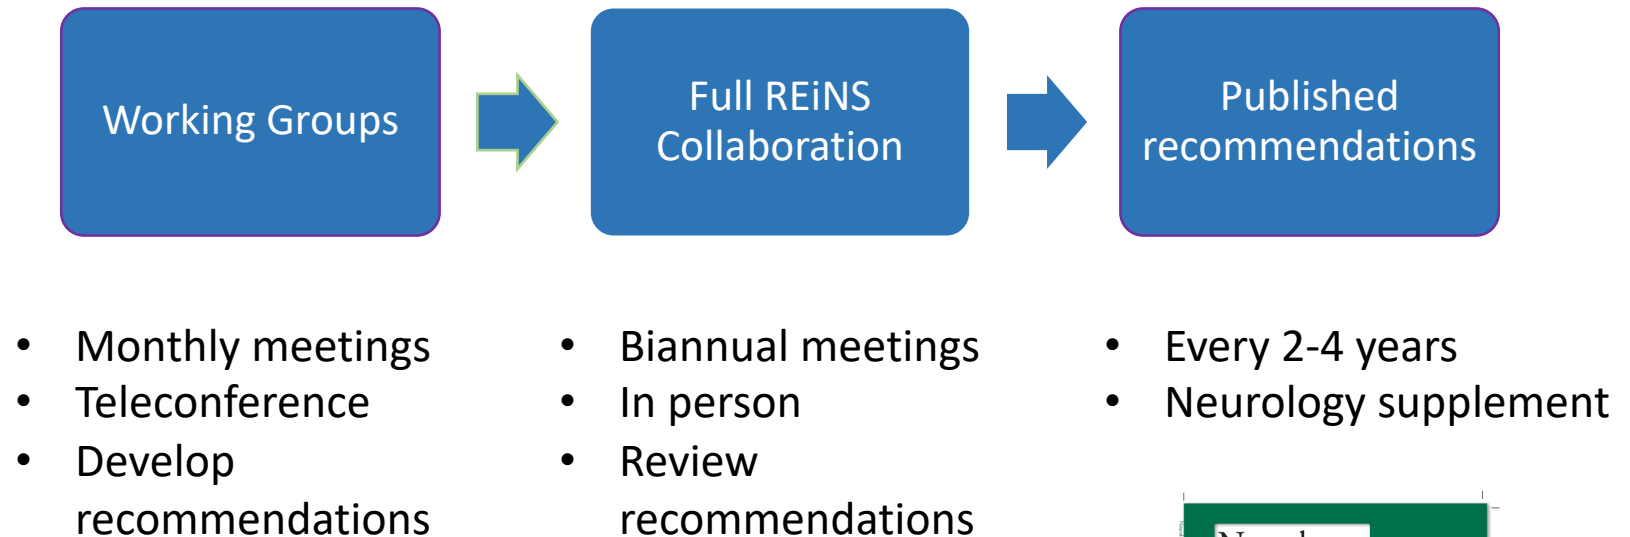 Working Groups
Full REiNS
Collaboration
Published
recommendations
• Monthly meetings
• Teleconference
• Develop
recommendations
• Biannual meetings
• In person
• Review
recommendations
• Every 2-4 years
• Neurology supplement